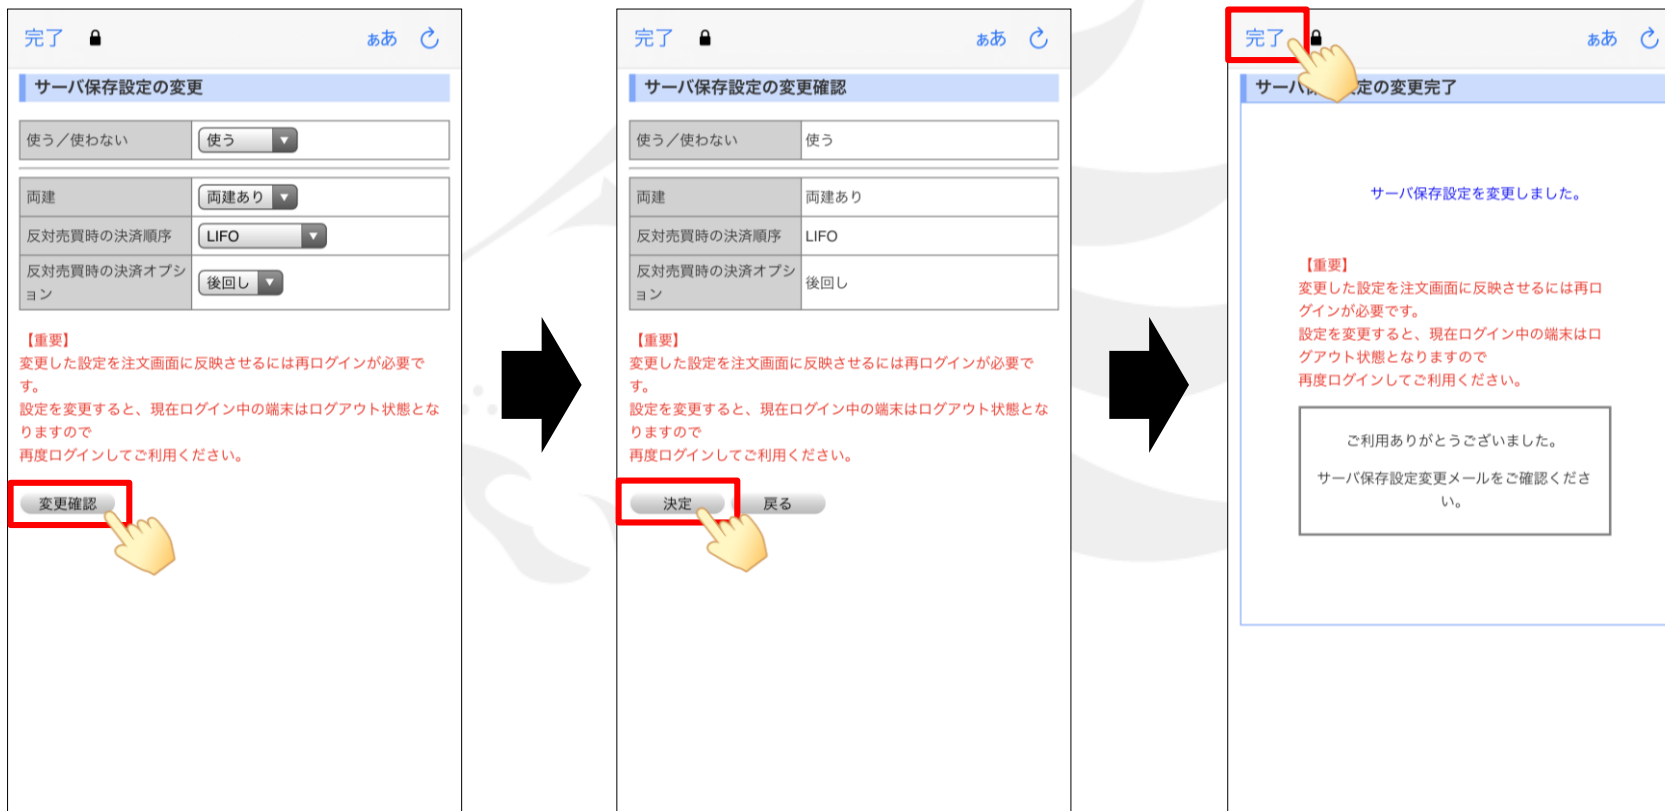 完了
ぁあ
サーバ保存設定の変更
使う／使わない
使う
両建
両建あり
反対売買時の決済順序
LIFO
反対売買時の決済オプシ
ョン
後回し
【重要】
変更した設定を注文画面に反映させるには再ログインが必要で
す。
設定を変更すると、現在ログイン中の端末はログアウト状態とな
りますので
再度ログインしてご利用ください。
変更確認
完了
ぁあ
サーバ保存設定の変更確認
使う／使わない
使う
両建
両建あり
反対売買時の決済順序
LIFO
反対売買時の決済オプシ
ョン
後回し
【重要】
変更した設定を注文画面に反映させるには再ログインが必要で
す。
設定を変更すると、現在ログイン中の端末はログアウト状態とな
りますので
再度ログインしてご利用ください。
決定
戻る
完了
ぁあ
サーバ 定の変更完了
サーバ保存設定を変更しました。
【重要】
変更した設定を注文画面に反映させるには再ロ
グインが必要です。
設定を変更すると、現在ログイン中の端末はロ
グアウト状態となりますので
再度ログインしてご利用ください。
ご利用ありがとうございました。
サーバ保存設定変更メールをご確認くださ
い。